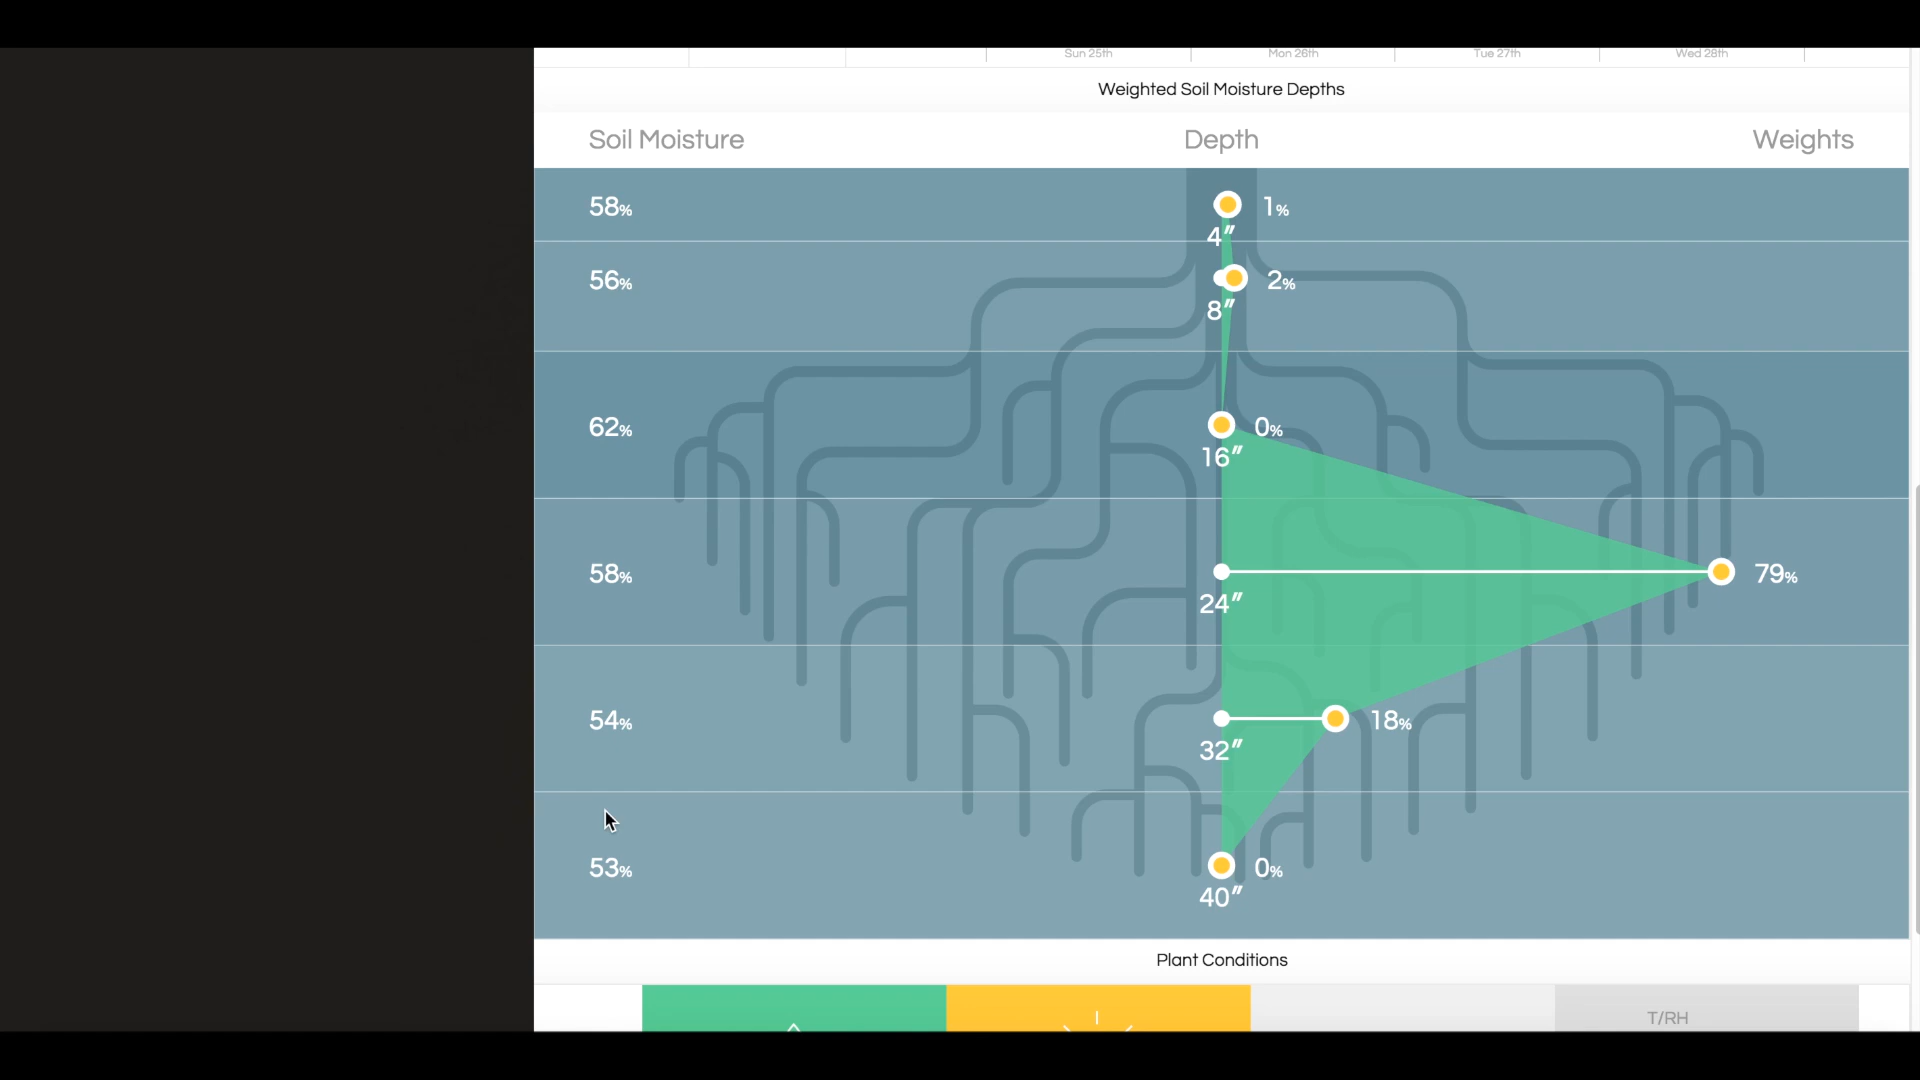 Sun 25th Mon 26th Tue 27th Wed 28th
Weighted Soil Moisture Depths
Soil Moisture Depth Weights
58% 1%
4″
56% 2%
8″
62% 0%
16″
58% 79%
24″
54% 18%
32″
53% 0%
40″
Plant Conditions
T/RH